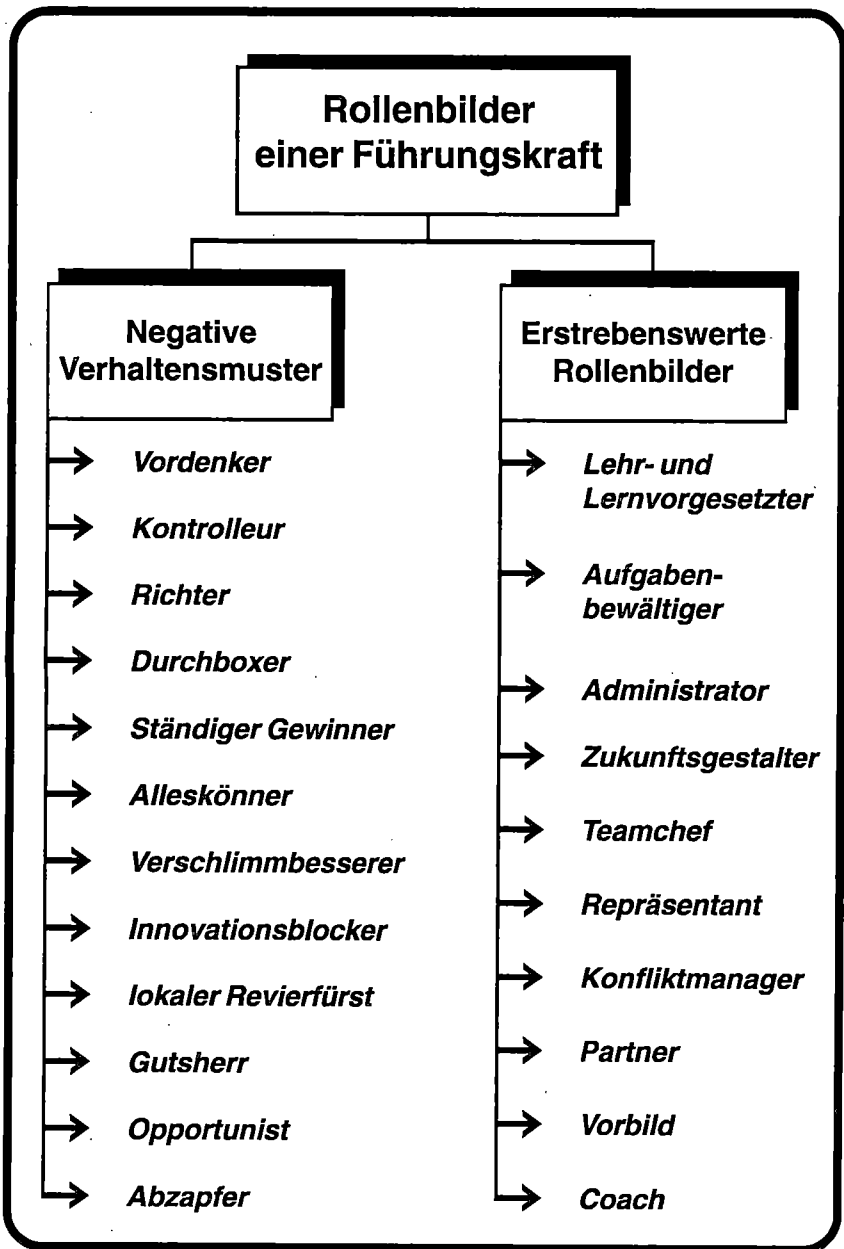 Rollenbilder
einer Führungskraft
Negative
Verhaltensmuster
Vordenker
Kontrolleur
Richter
Durchboxer
Ständiger Gewinner
Alleskönner
Verschlimmbesserer
Innovationsblocker
lokaler Revierfürst
Gutsherr
Opportunist
Abzapfer
Erstrebenswerte
Rollenbilder
Lehr- und
Lernvorgesetzter
Aufgaben-
bewältiger
Administrator
Zukunftsgestalter
Teamchef
Repräsentant
Konfliktmanager
Partner
Vorbild
Coach